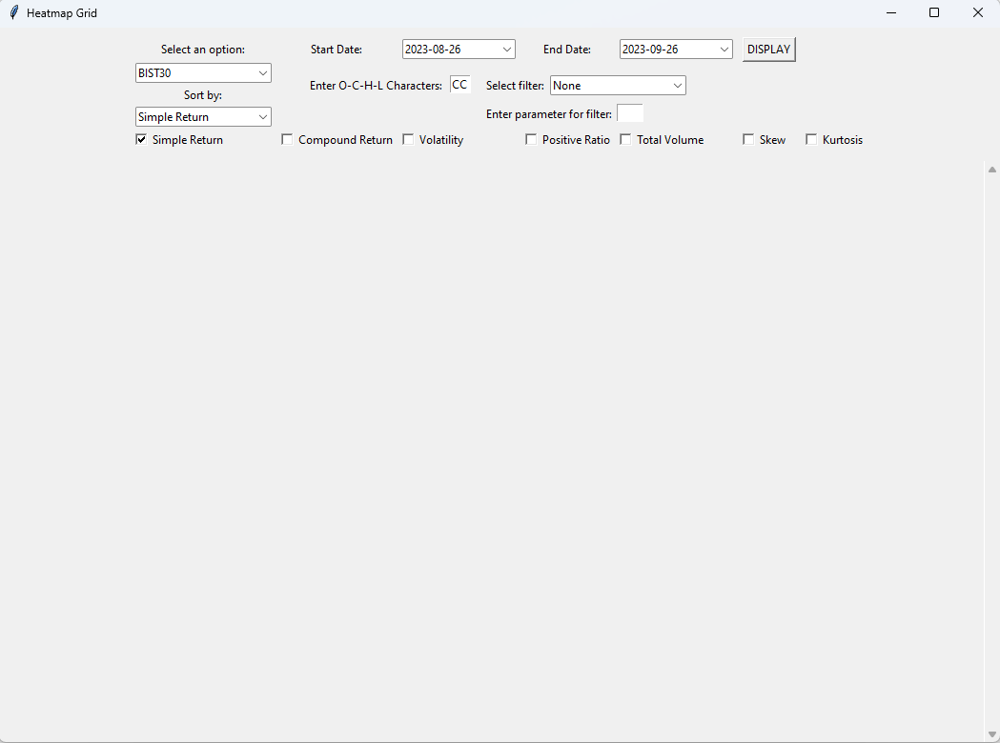 Heatmap Grid
Select an option: Start Date: 2023-08-26 End Date: 2023-09-26 DISPLAY
BIST30
Enter O-C-H-L Characters: CC Select filter: None
Sort by:
Simple Return Enter parameter for filter:
Simple Return Compound Return Volatility Positive Ratio Total Volume Skew Kurtosis